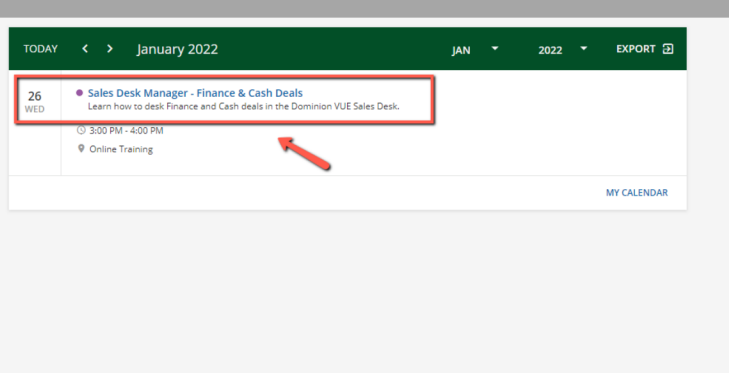 TODAY January 2022 JAN 2022 EXPORT
26 Sales Desk Manager - Finance & Cash Deals
WED Learn how to desk Finance and Cash deals in the Dominion VUE Sales Desk.
3:00 PM - 4:00 PM
Online Training
MY CALENDAR